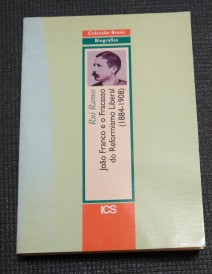 Colecção Breve
Biografias
Rui Ramos
João Franco e o Fracasso
do Reformismo Liberal
(1884-1908)
ICS